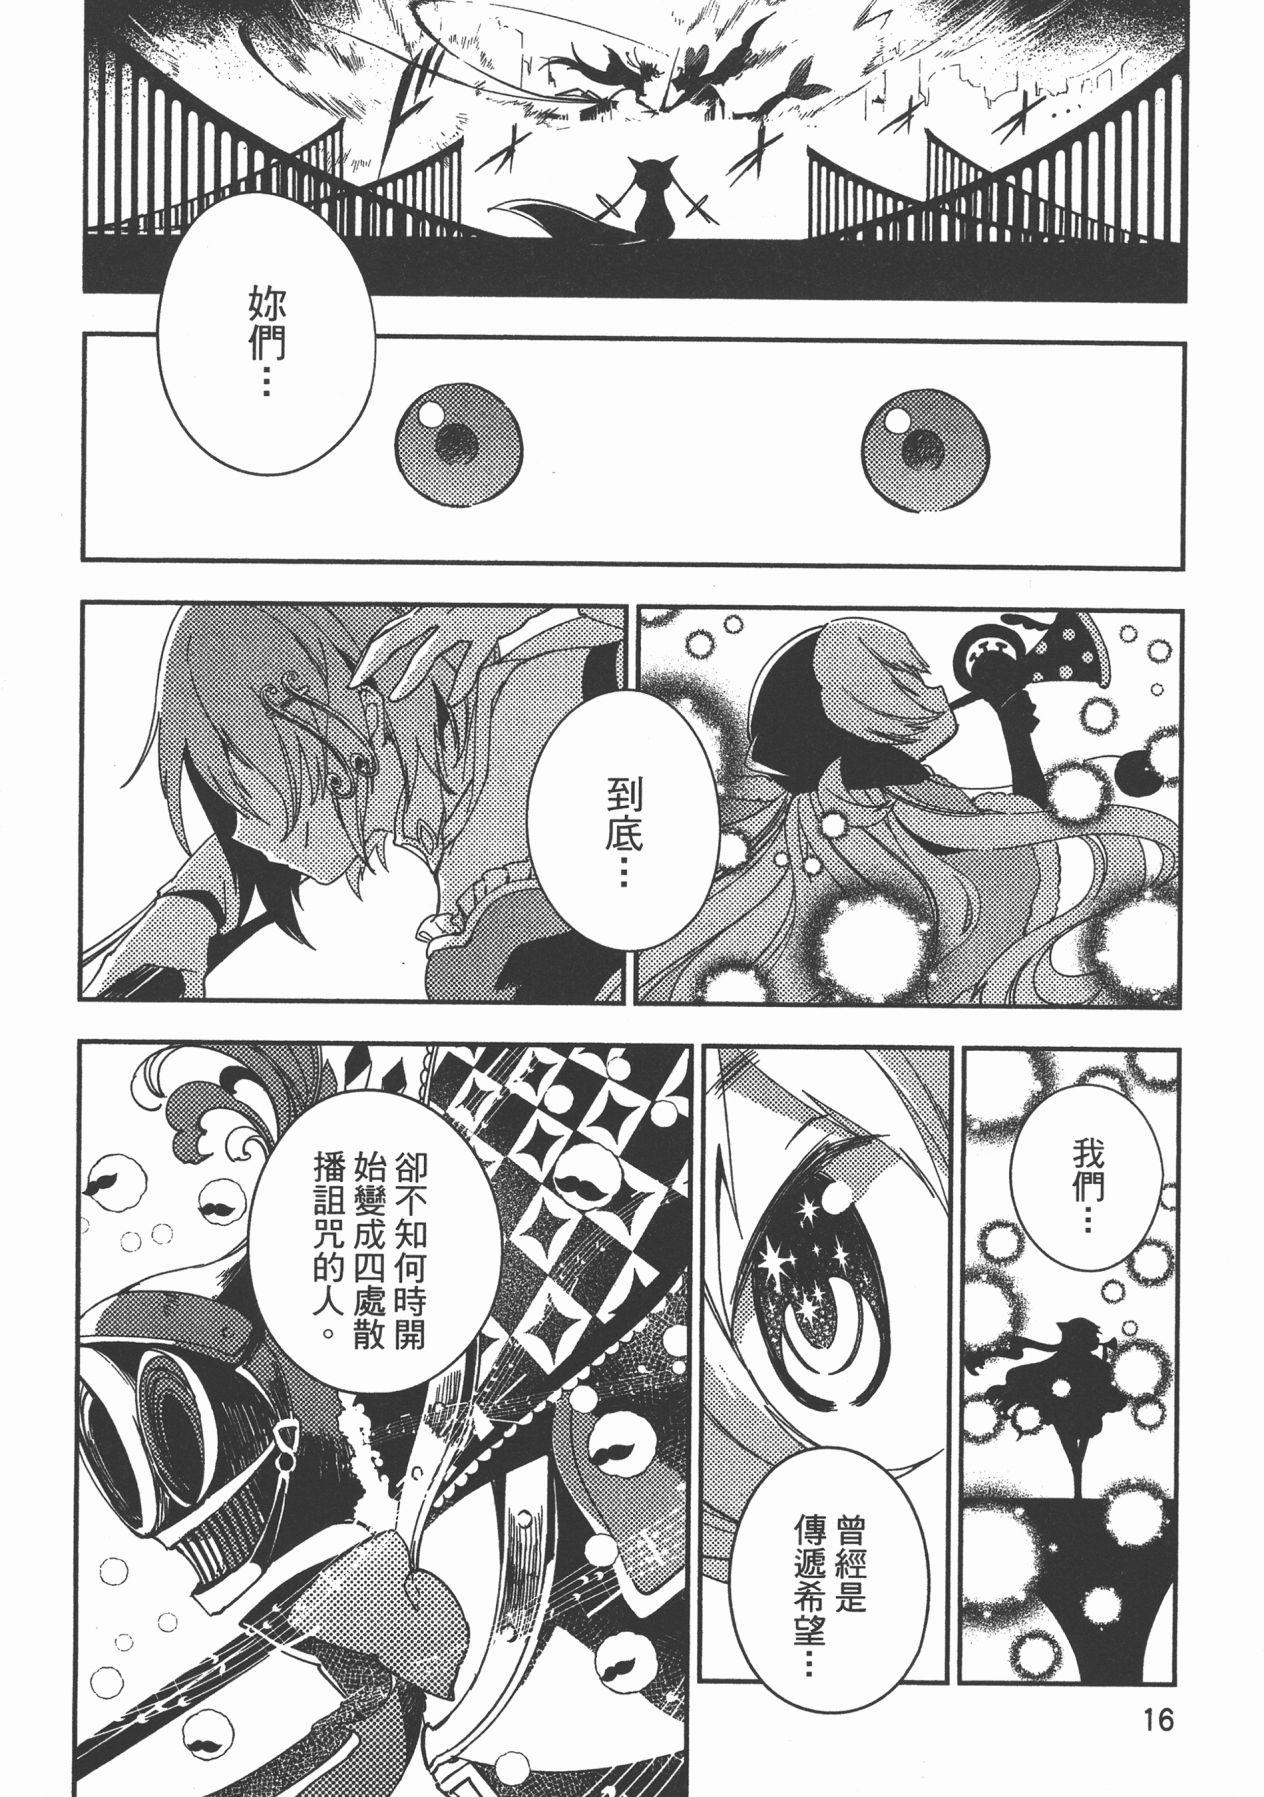 妳們…
到底…
我們…
曾經是
傳遞希望…
卻不知何時開
始變成四處散
播詛咒的人。
16